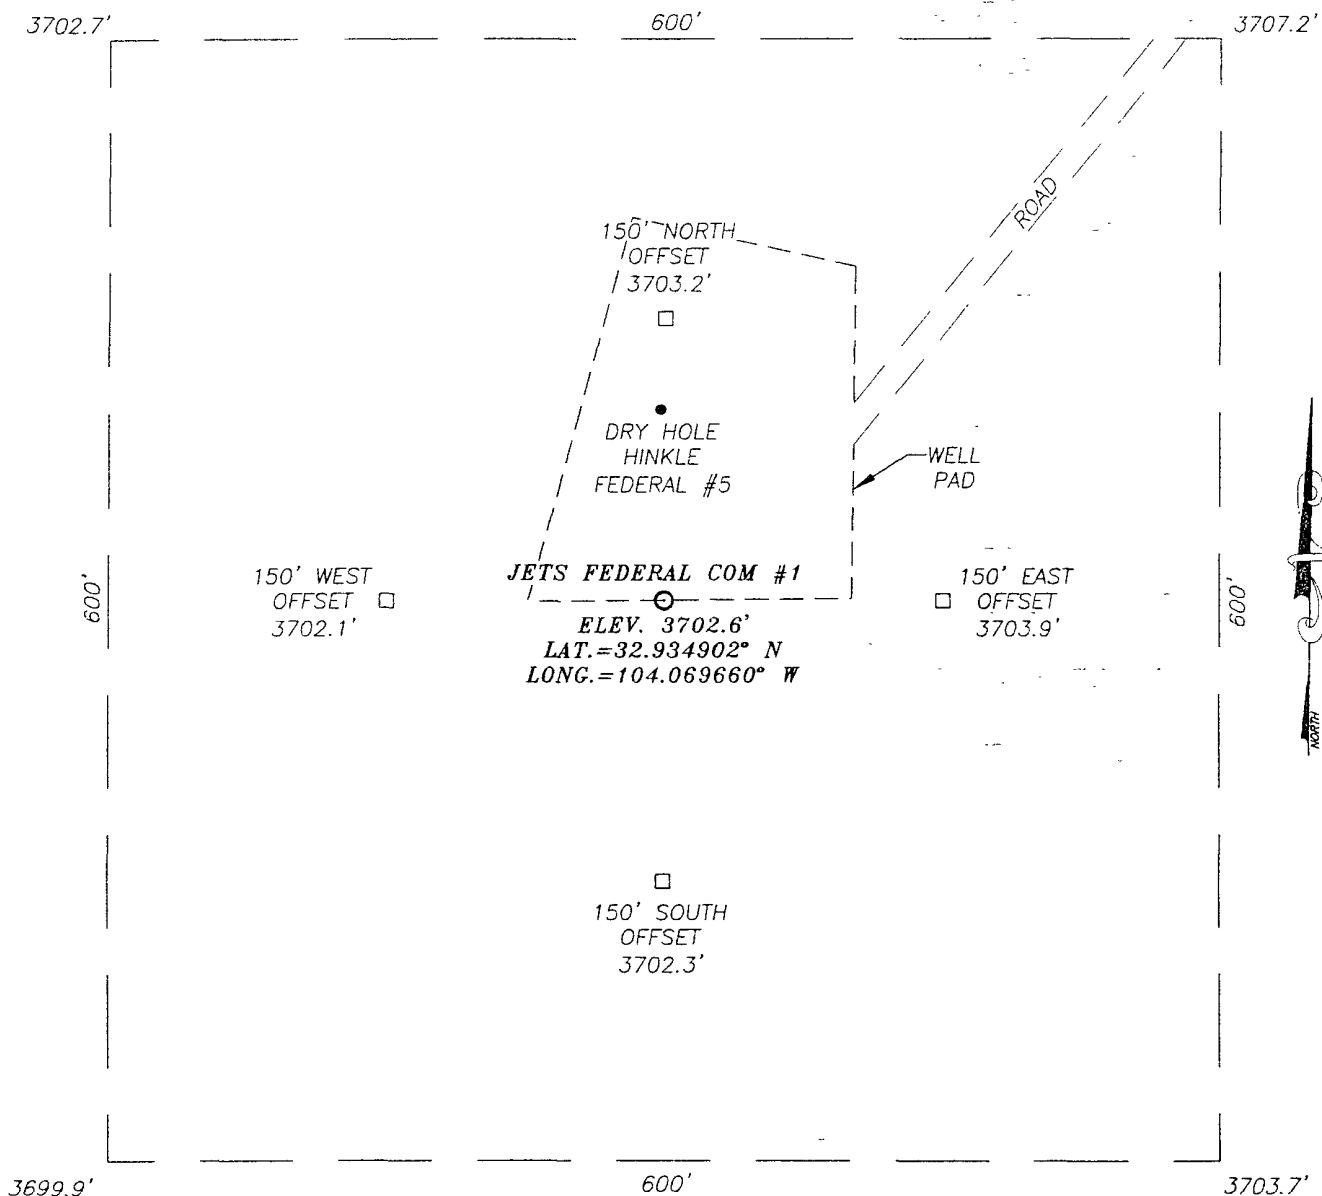 3702.7'
600'
3707.2'
ROAD
150' NORTH
OFFSET
3703.2'
DRY HOLE
HINKLE
FEDERAL #5
WELL
PAD
600'
150' WEST
OFFSET
3702.1'
JETS FEDERAL COM #1
ELEV. 3702.6'
LAT.=32.934902° N
LONG.=104.069660° W
150' EAST
OFFSET
3703.9'
600'
NORTH
150' SOUTH
OFFSET
3702.3'
3699.9'
600'
3703.7'